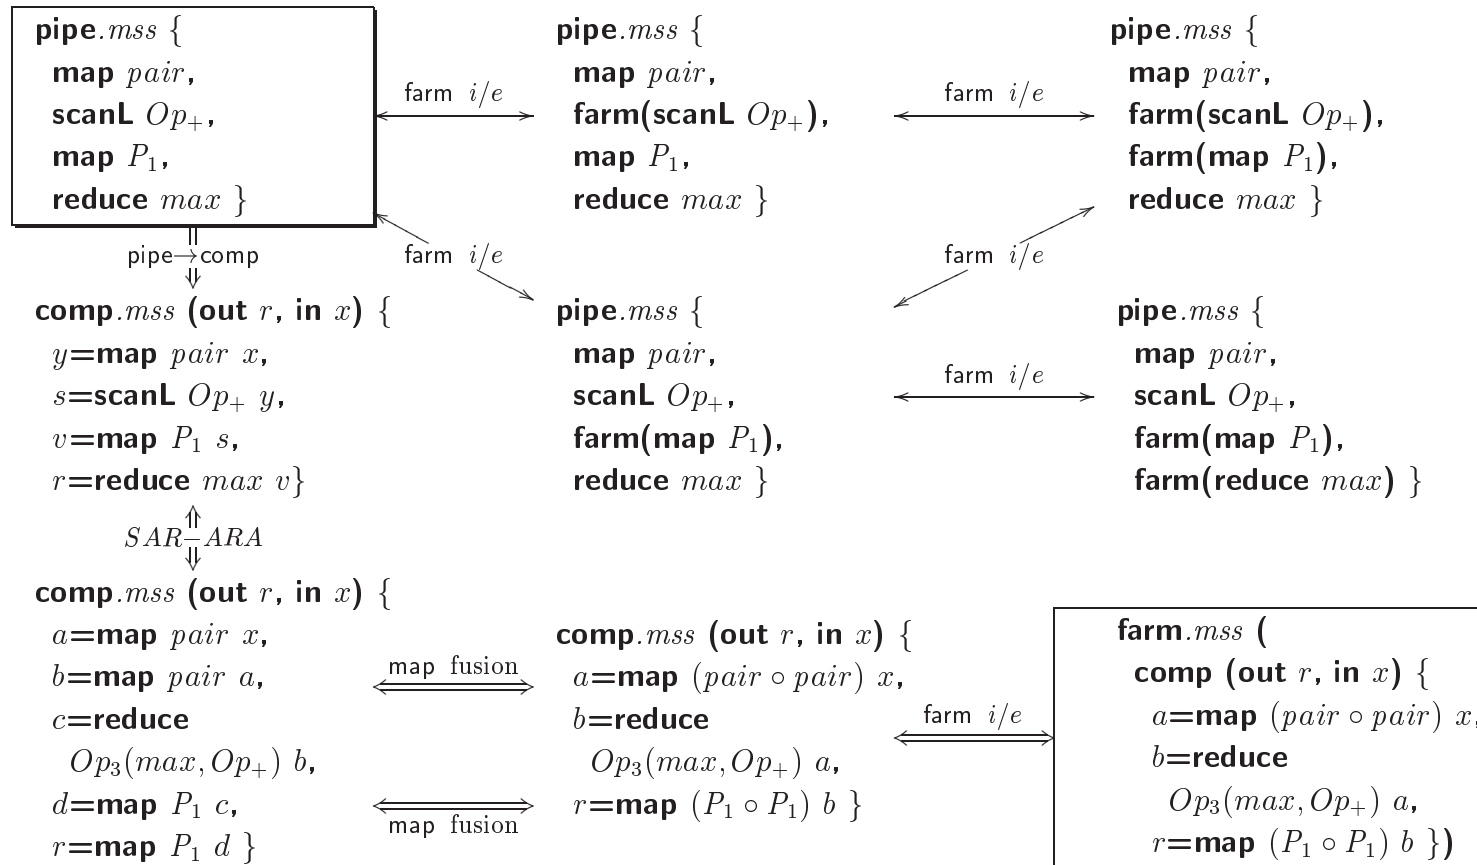 pipe.mss {
map pair,
scanL Op₊,
map P₁,
reduce max }
farm i/e
pipe.mss {
map pair,
farm(scanL Op₊),
map P₁,
reduce max }
farm i/e
pipe.mss {
map pair,
farm(scanL Op₊),
farm(map P₁),
reduce max }
pipe→comp
farm i/e
farm i/e
comp.mss (out r, in x) {
y=map pair x,
s=scanL Op₊ y,
v=map P₁ s,
r=reduce max v}
pipe.mss {
map pair,
scanL Op₊,
farm(map P₁),
reduce max }
farm i/e
pipe.mss {
map pair,
scanL Op₊,
farm(map P₁),
farm(reduce max) }
SAR–ARA
comp.mss (out r, in x) {
a=map pair x,
b=map pair a,
c=reduce
Op₃(max, Op₊) b,
d=map P₁ c,
r=map P₁ d }
map fusion
map fusion
comp.mss (out r, in x) {
a=map (pair ∘ pair) x,
b=reduce
Op₃(max, Op₊) a,
r=map (P₁ ∘ P₁) b }
farm i/e
farm.mss (
comp (out r, in x) {
a=map (pair ∘ pair) x,
b=reduce
Op₃(max, Op₊) a,
r=map (P₁ ∘ P₁) b })